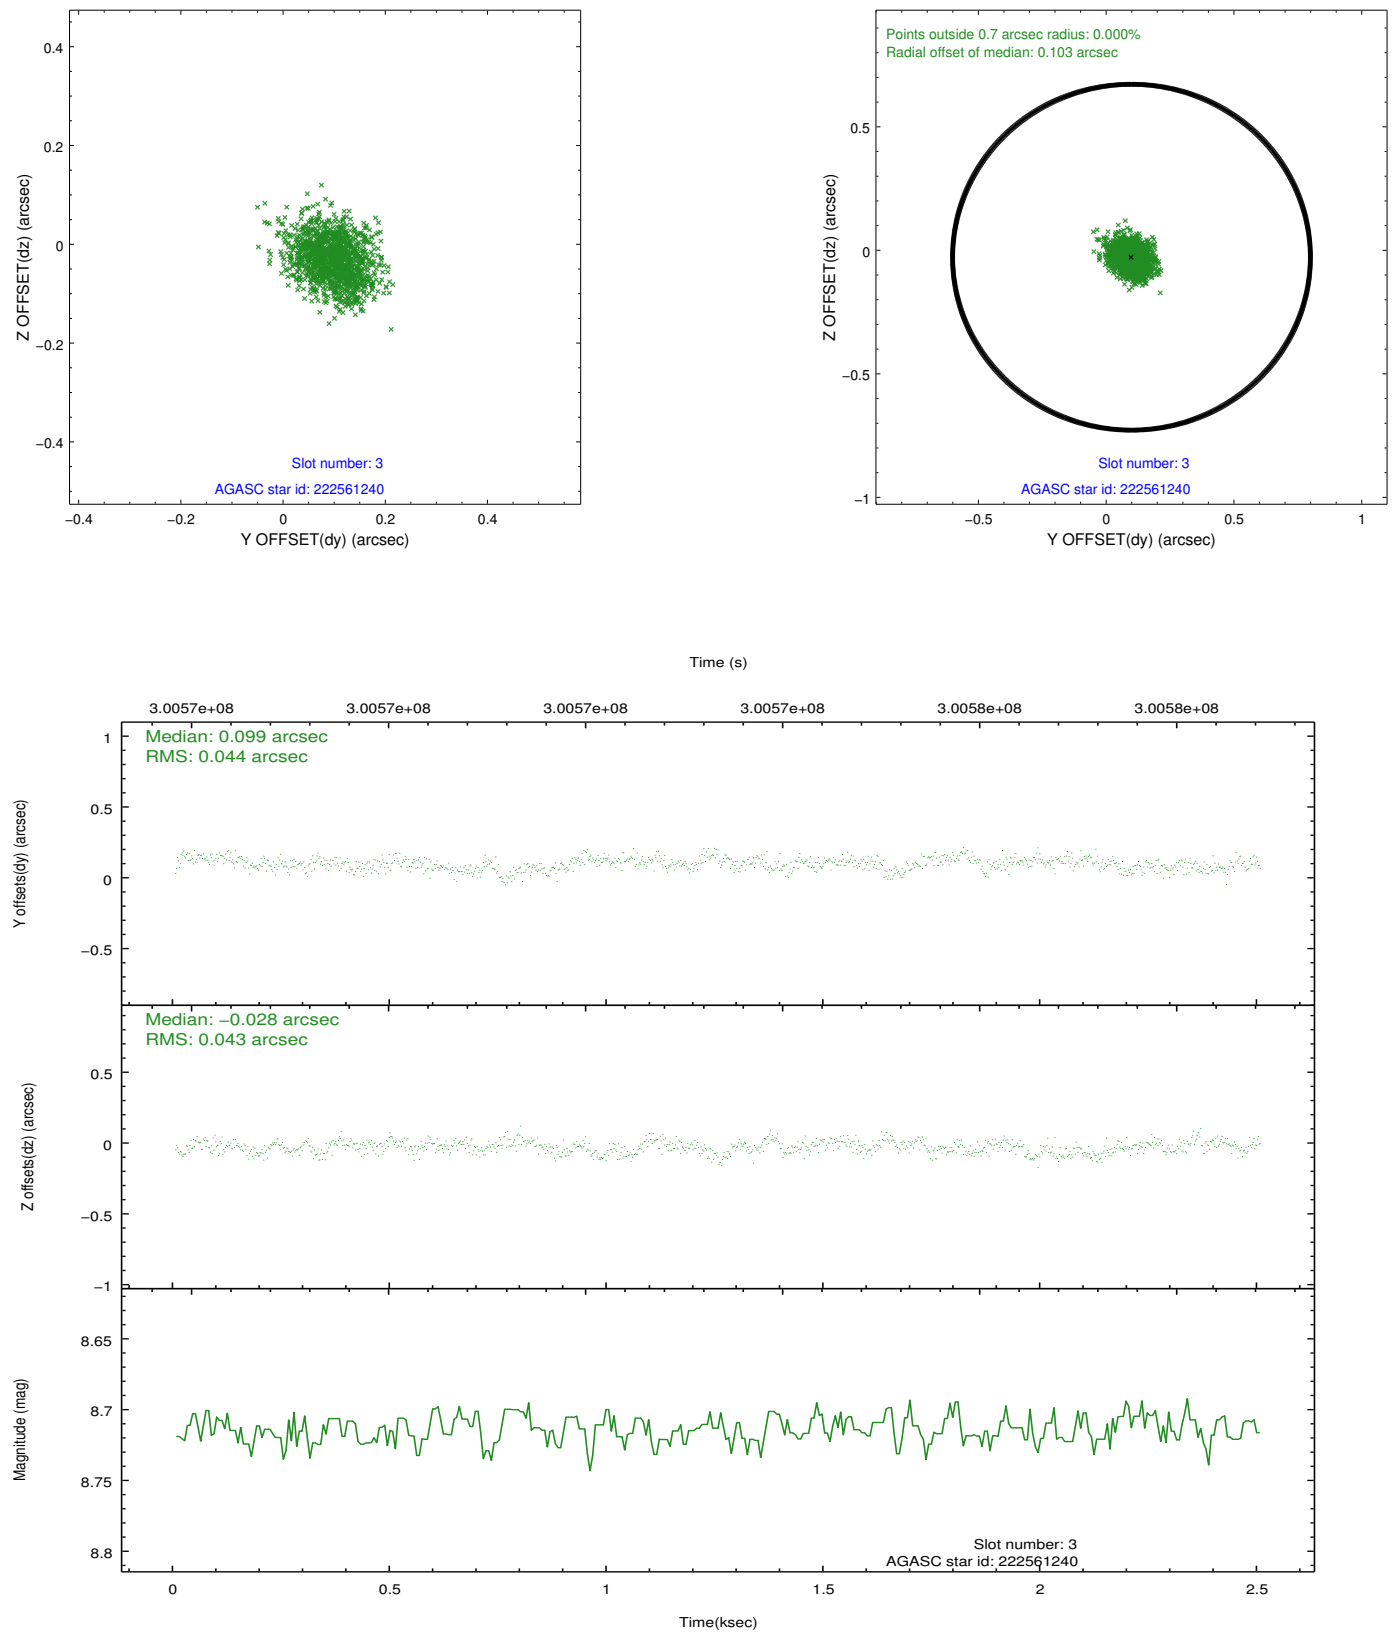 0.4
0.2
0
−0.2
−0.4
Z OFFSET(dz) (arcsec)
Slot number: 3
AGASC star id: 222561240
−0.4 −0.2 0 0.2 0.4
Y OFFSET(dy) (arcsec)
Points outside 0.7 arcsec radius: 0.000%
Radial offset of median: 0.103 arcsec
0.5
0
−0.5
−1
Z OFFSET(dz) (arcsec)
Slot number: 3
AGASC star id: 222561240
−0.5 0 0.5 1
Y OFFSET(dy) (arcsec)
Time (s)
3.0057e+08 3.0057e+08 3.0057e+08 3.0057e+08 3.0058e+08 3.0058e+08
Median: 0.099 arcsec
RMS: 0.044 arcsec
1
0.5
0
−0.5
Y offsets(dy) (arcsec)
Median: −0.028 arcsec
RMS: 0.043 arcsec
0.5
0
−0.5
−1
Z offsets(dz) (arcsec)
8.65
8.7
8.75
8.8
Magnitude (mag)
Slot number: 3
AGASC star id: 222561240
0 0.5 1 1.5 2 2.5
Time(ksec)